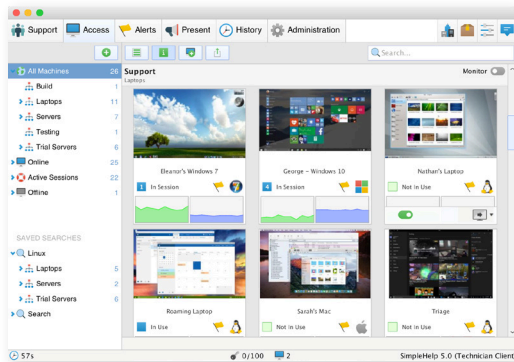 Support Access Alerts Present History Administration
Search...
All Machines 26
Build 1
Laptops 11
Servers 7
Testing 1
Trial Servers 6
Online 25
Active Sessions 22
Offline 1
SAVED SEARCHES
Linux
Laptops 5
Servers 2
Trial Servers 6
Search
Support Monitor
Laptops
Eleanor's Windows 7
1 In Session
George - Windows 10
4 In Session
Nathan's Laptop
Not in Use
Roaming Laptop
In Use
Sarah's Mac
Not in Use
Triage
Not in Use
57s 0/100 2 SimpleHelp 5.0 (Technician Client